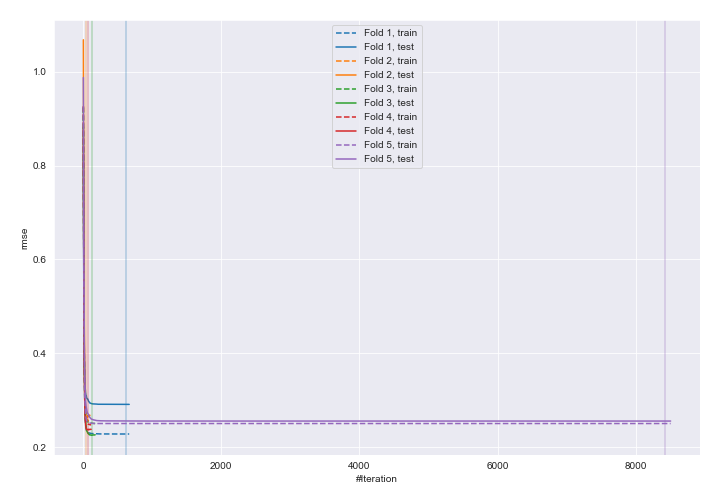 Fold 1, train
Fold 1, test
Fold 2, train
Fold 2, test
Fold 3, train
Fold 3, test
Fold 4, train
Fold 4, test
Fold 5, train
Fold 5, test
1.0
0.8
0.6
0.4
0.2
rmse
0 2000 4000 6000 8000
#Iteration